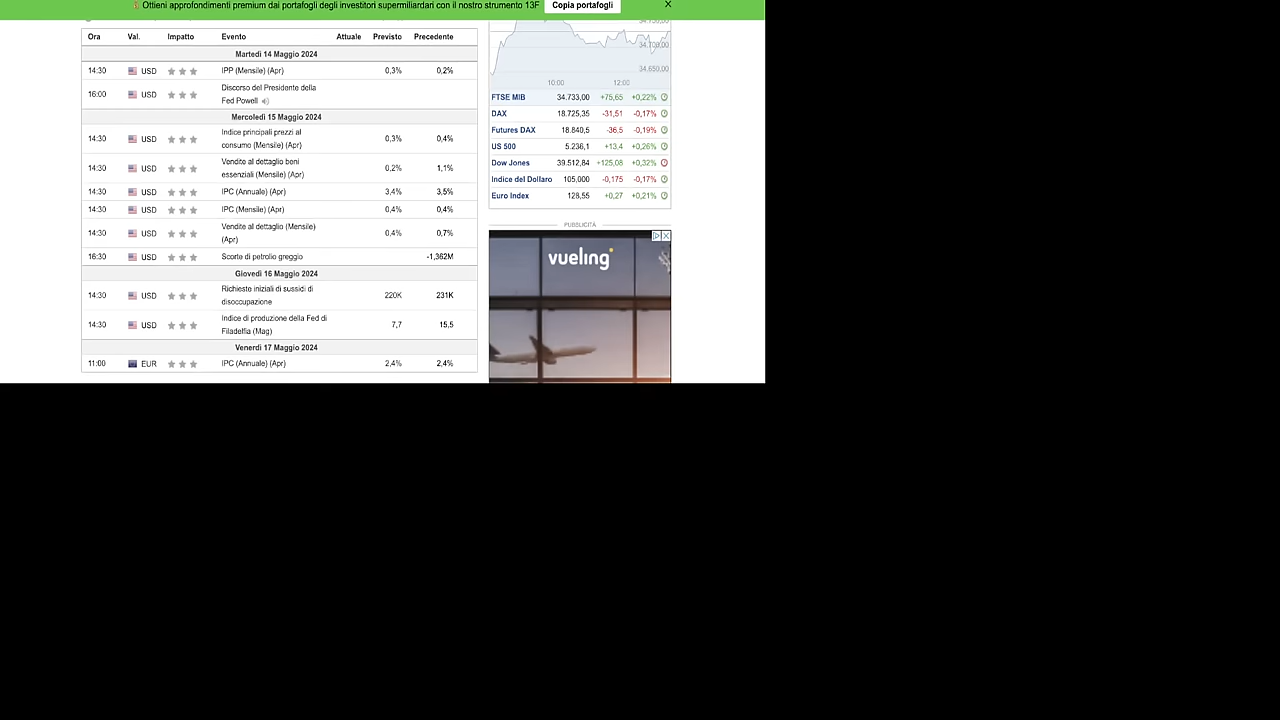 Ottieni approfondimenti premium dai portafogli degli investitori supermiliardari con il nostro strumento 13F Copia portafogli
Ora Val. Impatto Evento Attuale Previsto Precedente
Martedì 14 Maggio 2024
14:30 USD IPP (Mensile) (Apr) 0,3% 0,2%
16:00 USD Discorso del Presidente della
Fed Powell
Mercoledì 15 Maggio 2024
14:30 USD Indice principali prezzi al
consumo (Mensile) (Apr) 0,3% 0,4%
14:30 USD Vendite al dettaglio beni
essenziali (Mensile) (Apr) 0,2% 1,1%
14:30 USD IPC (Annuale) (Apr) 3,4% 3,5%
14:30 USD IPC (Mensile) (Apr) 0,4% 0,4%
14:30 USD Vendite al dettaglio (Mensile)
(Apr) 0,4% 0,7%
16:30 USD Scorte di petrolio greggio -1,362M
Giovedì 16 Maggio 2024
14:30 USD Richieste iniziali di sussidi di
disoccupazione 220K 231K
14:30 USD Indice di produzione della Fed di
Filadelfia (Mag) 7,7 15,5
Venerdì 17 Maggio 2024
11:00 EUR IPC (Annuale) (Apr) 2,4% 2,4%
34.700,00
34.650,00
10:00 12:00
FTSE MIB 34.733,00 +75,65 +0,22%
DAX 18.725,35 -31,51 -0,17%
Futures DAX 18.840,5 -36,5 -0,19%
US 500 5.236,1 +13,4 +0,26%
Dow Jones 39.512,84 +125,08 +0,32%
Indice del Dollaro 105,000 -0,175 -0,17%
Euro Index 128,55 +0,27 +0,21%
PUBBLICITÀ
vueling